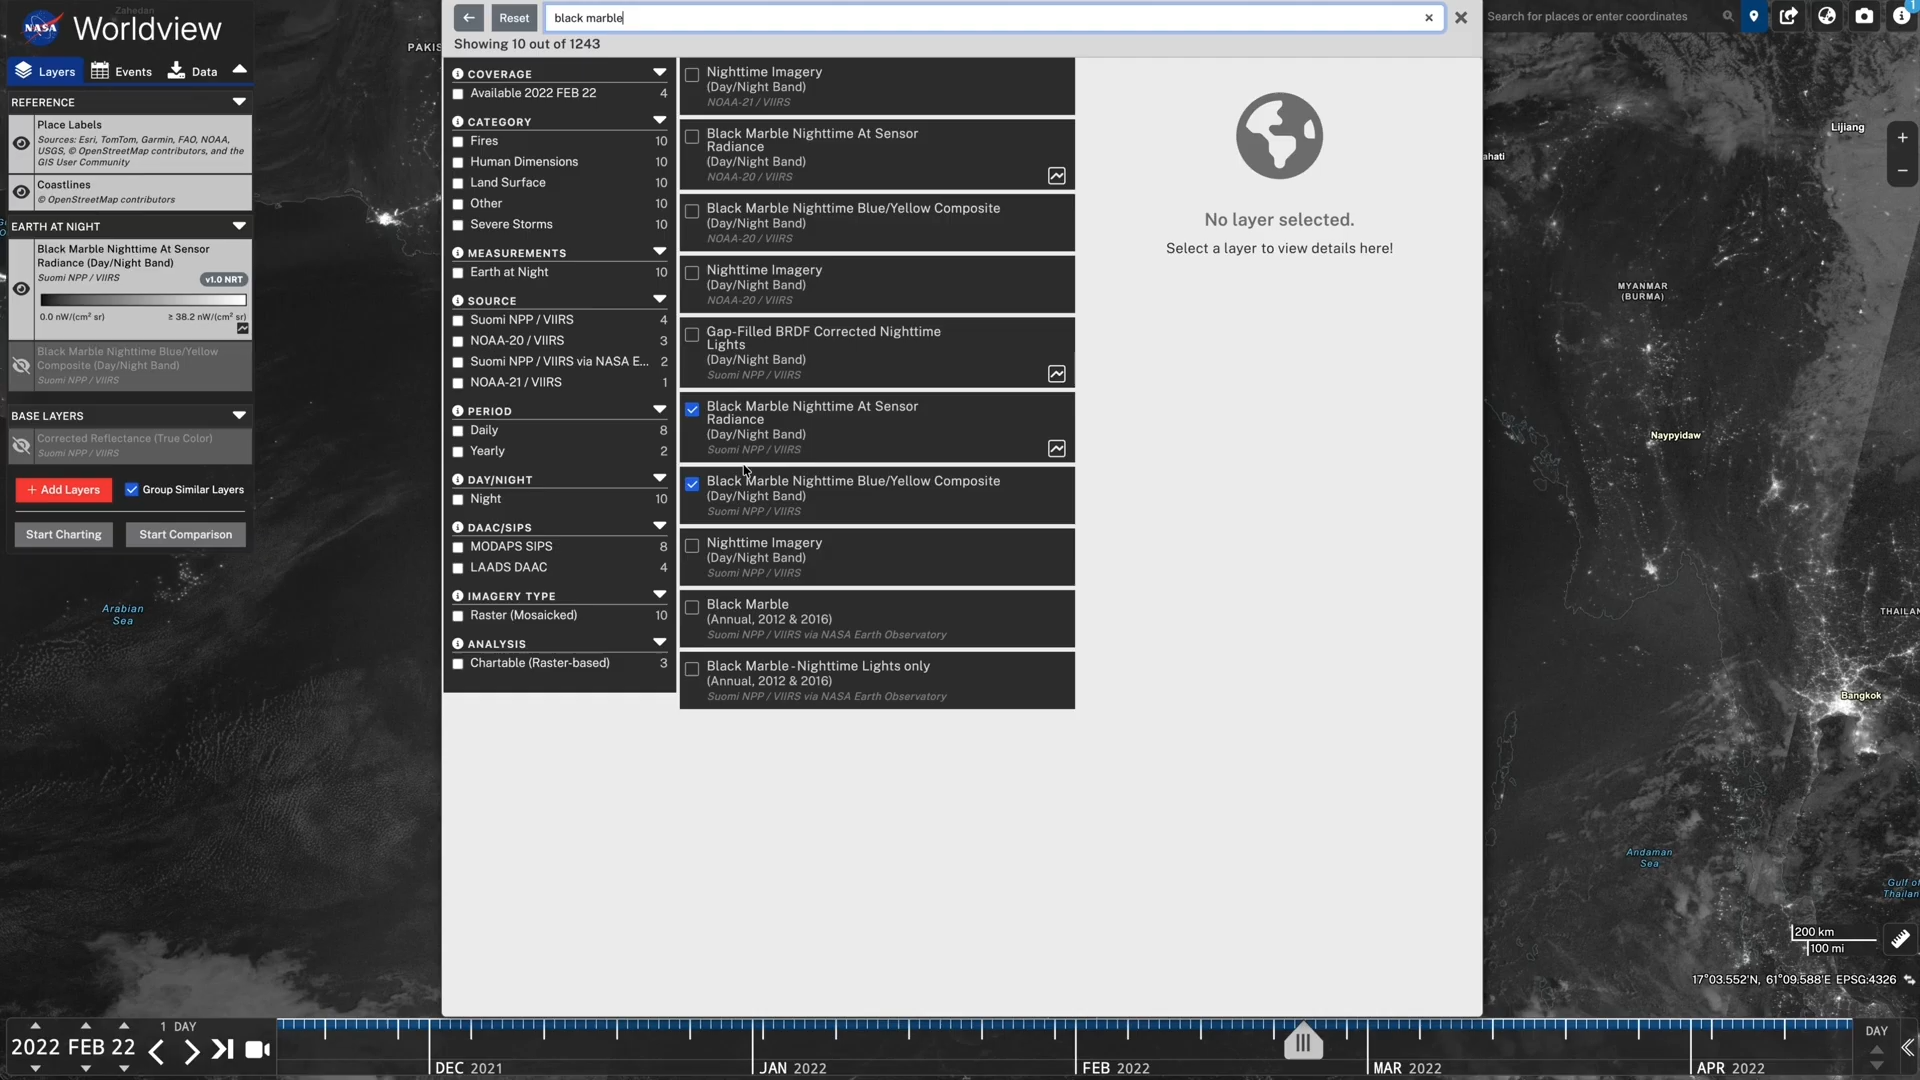 Zahedan
PAKIS
NASA
Worldview
Layers
Events
Data
REFERENCE
Place Labels
Sources: Esri, TomTom, Garmin, FAO, NOAA,
USGS, © OpenStreetMap contributors, and the
GIS User Community
Coastlines
© OpenStreetMap contributors
EARTH AT NIGHT
Black Marble Nighttime At Sensor
Radiance (Day/Night Band)
Suomi NPP / VIIRS
v1.0 NRT
0.0 nW/(cm² sr)
≥ 38.2 nW/(cm² sr)
Black Marble Nighttime Blue/Yellow
Composite (Day/Night Band)
Suomi NPP / VIIRS
BASE LAYERS
Corrected Reflectance (True Color)
Suomi NPP / VIIRS
+ Add Layers
Group Similar Layers
Start Charting
Start Comparison
Arabian
Sea
Reset
black marble
Showing 10 out of 1243
COVERAGE
Available 2022 FEB 22 4
CATEGORY
Fires 10
Human Dimensions 10
Land Surface 10
Other 10
Severe Storms 10
MEASUREMENTS
Earth at Night 10
SOURCE
Suomi NPP / VIIRS 4
NOAA-20 / VIIRS 3
Suomi NPP / VIIRS via NASA E... 2
NOAA-21 / VIIRS 1
PERIOD
Daily 8
Yearly 2
DAY/NIGHT
Night 10
DAAC/SIPS
MODAPS SIPS 8
LAADS DAAC 4
IMAGERY TYPE
Raster (Mosaicked) 10
ANALYSIS
Chartable (Raster-based) 3
Nighttime Imagery
(Day/Night Band)
NOAA-21 / VIIRS
Black Marble Nighttime At Sensor
Radiance
(Day/Night Band)
NOAA-20 / VIIRS
Black Marble Nighttime Blue/Yellow Composite
(Day/Night Band)
NOAA-20 / VIIRS
Nighttime Imagery
(Day/Night Band)
NOAA-20 / VIIRS
Gap-Filled BRDF Corrected Nighttime
Lights
(Day/Night Band)
Suomi NPP / VIIRS
Black Marble Nighttime At Sensor
Radiance
(Day/Night Band)
Suomi NPP / VIIRS
Black Marble Nighttime Blue/Yellow Composite
(Day/Night Band)
Suomi NPP / VIIRS
Nighttime Imagery
(Day/Night Band)
Suomi NPP / VIIRS
Black Marble
(Annual, 2012 & 2016)
Suomi NPP / VIIRS via NASA Earth Observatory
Black Marble - Nighttime Lights only
(Annual, 2012 & 2016)
Suomi NPP / VIIRS via NASA Earth Observatory
No layer selected.
Select a layer to view details here!
Search for places or enter coordinates
1
Lijiang
ahati
MYANMAR
(BURMA)
Naypyidaw
THAILAN
Bangkok
Andaman
Sea
Gulf of
Thailan
200 km
100 mi
17°03.552'N, 61°09.588'E EPSG:4326
1 DAY
2022 FEB 22
DEC 2021
JAN 2022
FEB 2022
MAR 2022
APR 2022
DAY